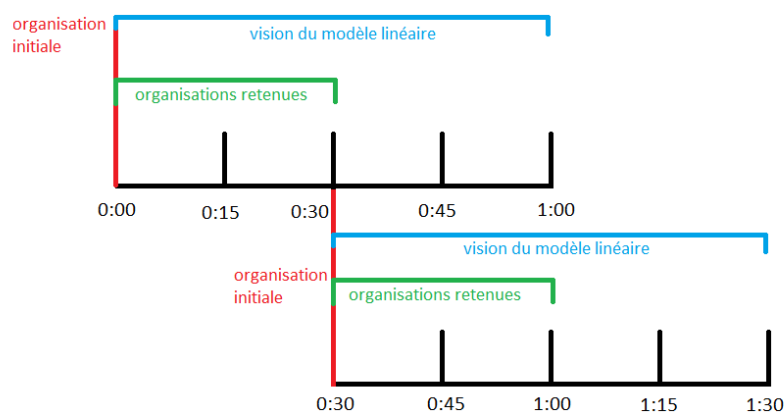 organisation
initiale
vision du modèle linéaire
organisations retenues
0:00
0:15
0:30
0:45
1:00
vision du modèle linéaire
organisation
initiale
organisations retenues
0:30
0:45
1:00
1:15
1:30